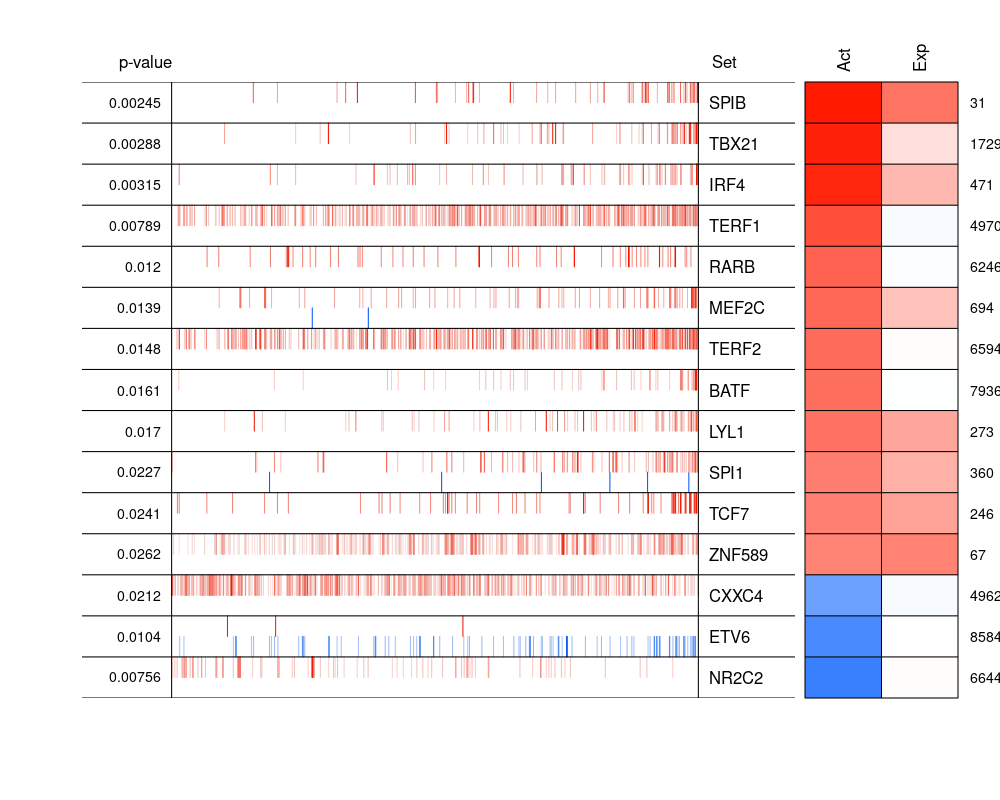 p-value Set Act Exp
0.00245 SPIB 31
0.00288 TBX21 1729
0.00315 IRF4 471
0.00789 TERF1 4970
0.012 RARB 6246
0.0139 MEF2C 694
0.0148 TERF2 6594
0.0161 BATF 7936
0.017 LYL1 273
0.0227 SPI1 360
0.0241 TCF7 246
0.0262 ZNF589 67
0.0212 CXXC4 4962
0.0104 ETV6 8584
0.00756 NR2C2 6644